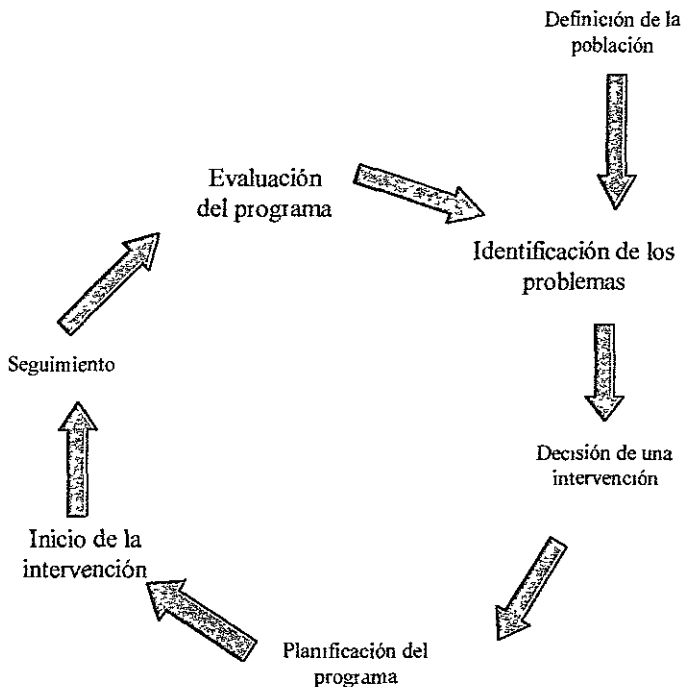 Definición de la
población
Evaluación
del programa
Identificación de los
problemas
Seguimiento
Decisión de una
intervención
Inicio de la
intervención
Planificación del
programa